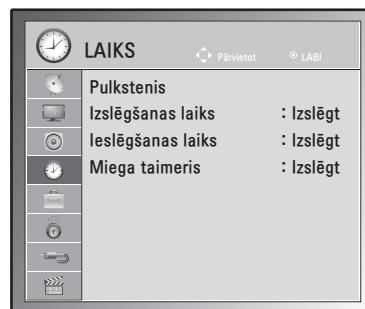 LAIKS Pārvietot LABI
Pulkstenis
Izslēgšanas laiks : Izslēgt
Ieslēgšanas laiks : Izslēgt
Miega taimeris : Izslēgt